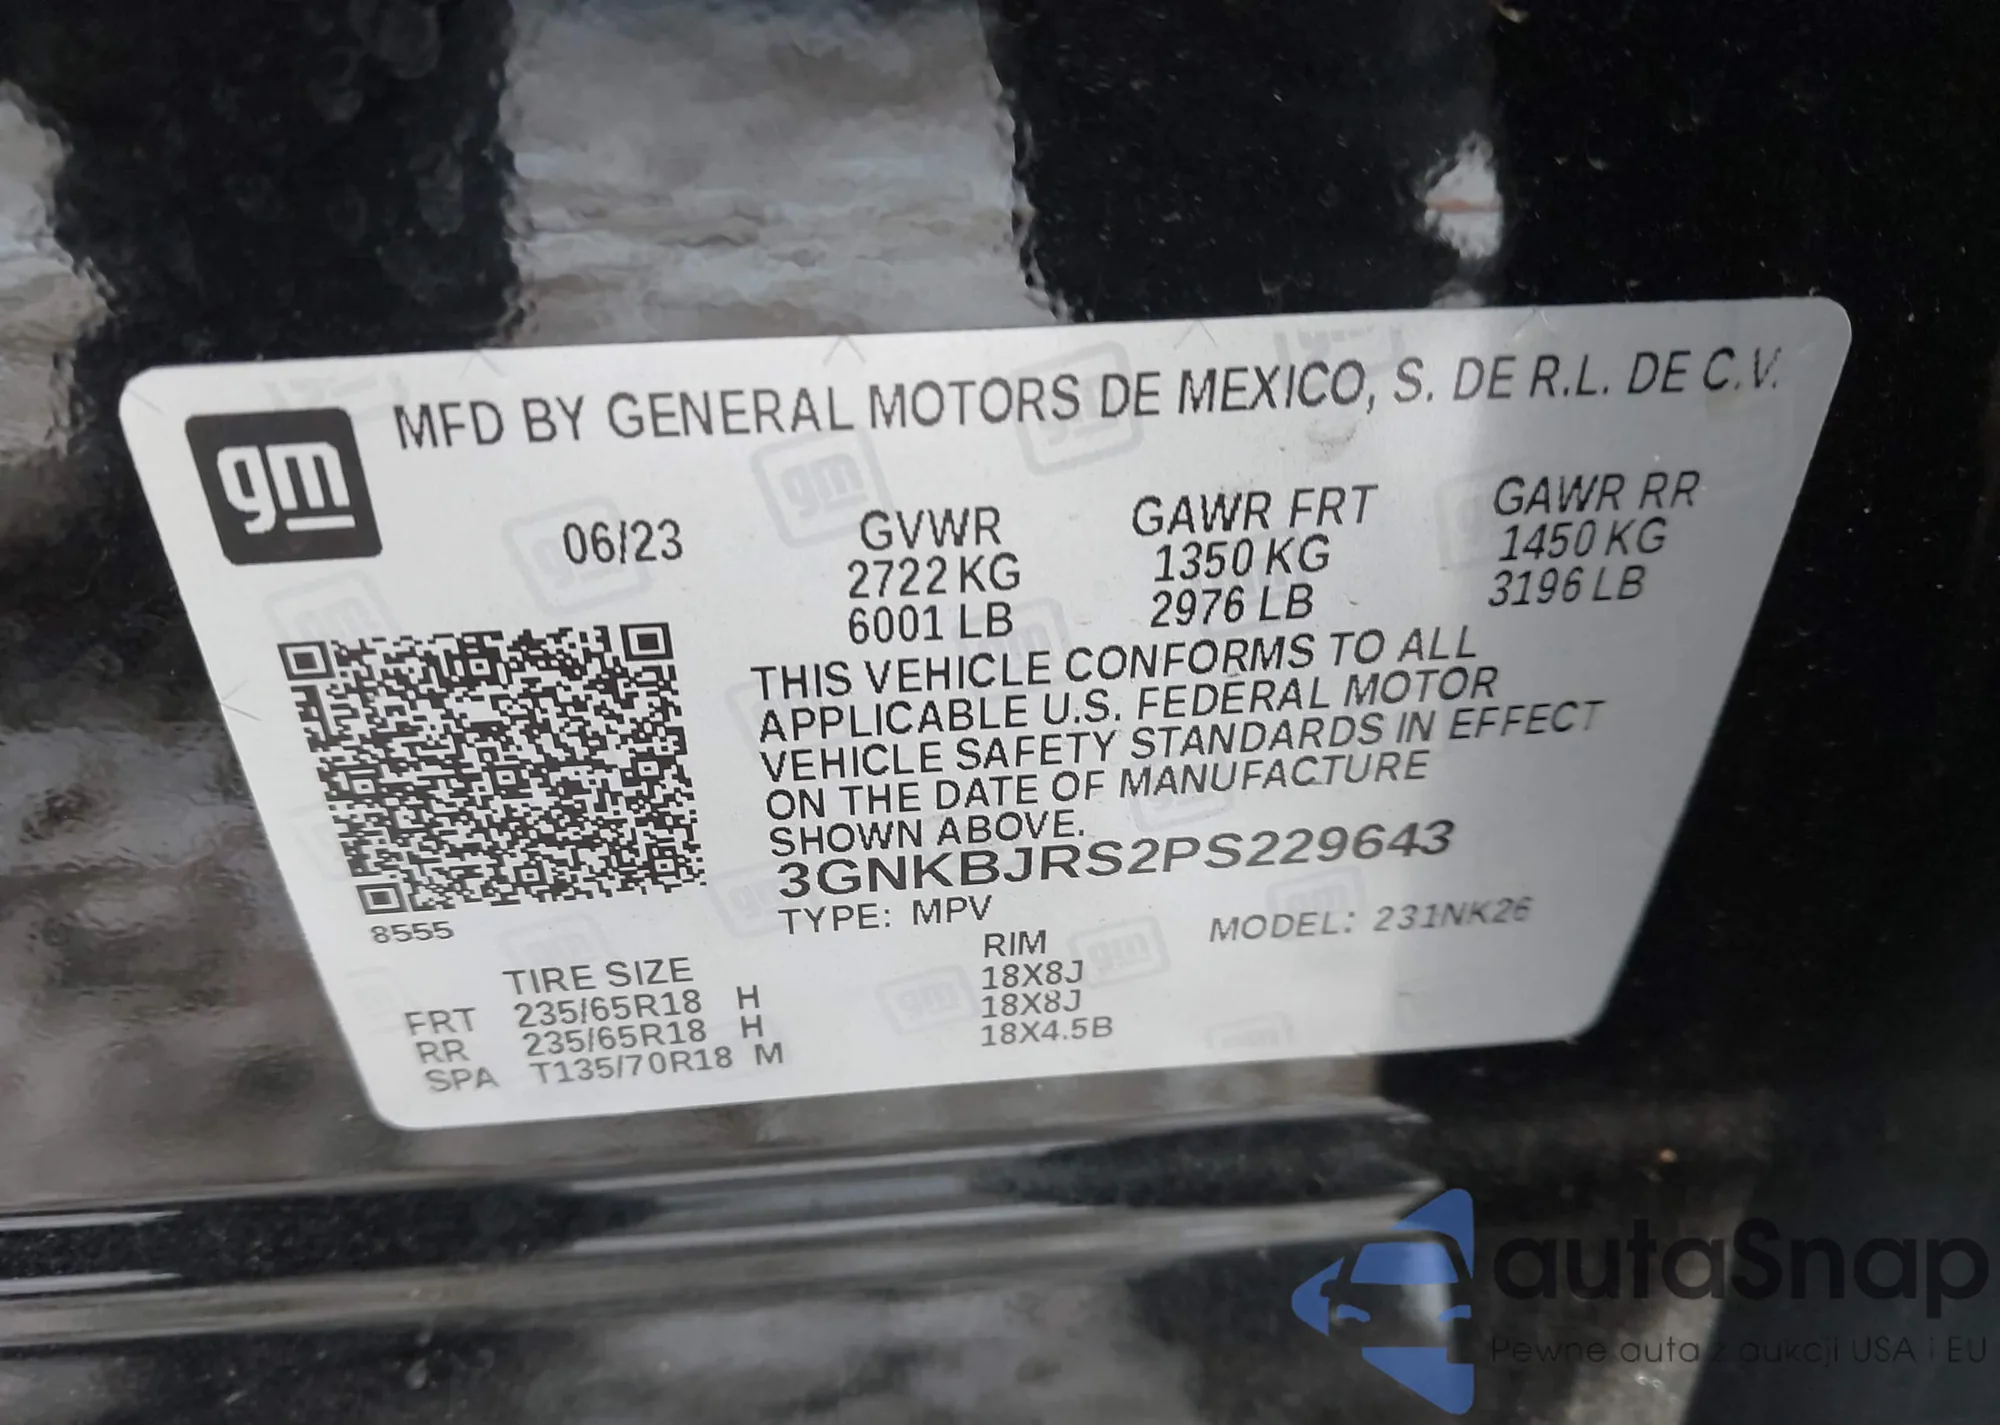 gm
MFD BY GENERAL MOTORS DE MEXICO, S. DE R.L. DE C.V.
06/23
GVWR
2722 KG
6001 LB
GAWR FRT
1350 KG
2976 LB
GAWR RR
1450 KG
3196 LB
THIS VEHICLE CONFORMS TO ALL
APPLICABLE U.S. FEDERAL MOTOR
VEHICLE SAFETY STANDARDS IN EFFECT
ON THE DATE OF MANUFACTURE
SHOWN ABOVE.
3GNKBJRS2PS229643
TYPE: MPV
MODEL: 231NK26
8555
TIRE SIZE RIM
FRT 235/65R18 H 18X8J
RR 235/65R18 H 18X8J
SPA T135/70R18 M 18X4.5B
autaSnap
Pewne auta z aukcji USA i EU